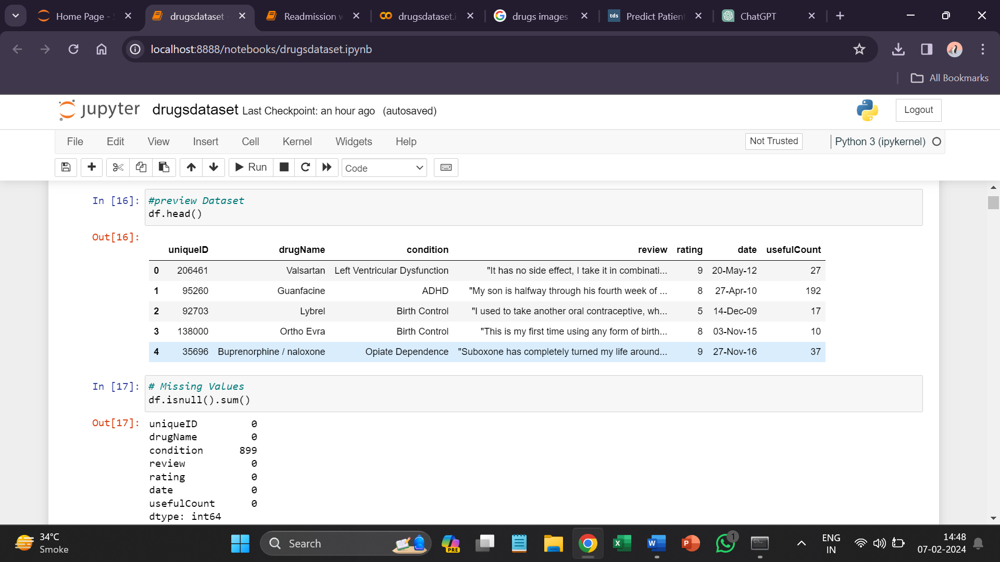 Home Page - S
drugsdataset -
Readmission w
drugsdataset.i
drugs images
tds
Predict Patien
ChatGPT
localhost:8888/notebooks/drugsdataset.ipynb
All Bookmarks
jupyter drugsdataset Last Checkpoint: an hour ago (autosaved)
Logout
File Edit View Insert Cell Kernel Widgets Help
Not Trusted
Python 3 (ipykernel)
Run
Code
In [16]: #preview Dataset
df.head()
Out[16]:
uniqueID drugName condition review rating date usefulCount
0 206461 Valsartan Left Ventricular Dysfunction "It has no side effect, I take it in combinati... 9 20-May-12 27
1 95260 Guanfacine ADHD "My son is halfway through his fourth week of ... 8 27-Apr-10 192
2 92703 Lybrel Birth Control "I used to take another oral contraceptive, wh... 5 14-Dec-09 17
3 138000 Ortho Evra Birth Control "This is my first time using any form of birth... 8 03-Nov-15 10
4 35696 Buprenorphine / naloxone Opiate Dependence "Suboxone has completely turned my life around... 9 27-Nov-16 37
In [17]: # Missing Values
df.isnull().sum()
Out[17]: uniqueID 0
drugName 0
condition 899
review 0
rating 0
date 0
usefulCount 0
dtype: int64
34°C
Smoke
Search
PRE
1
ENG
IN
14:48
07-02-2024